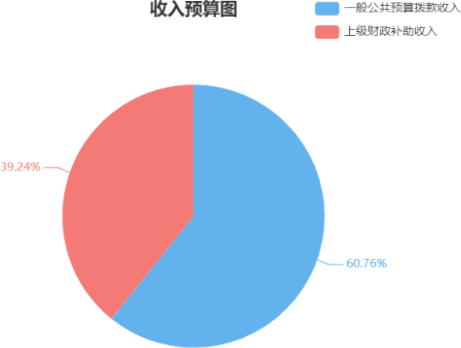 收入预算图
一般公共预算拨款收入
上级财政补助收入
39.24%
60.76%